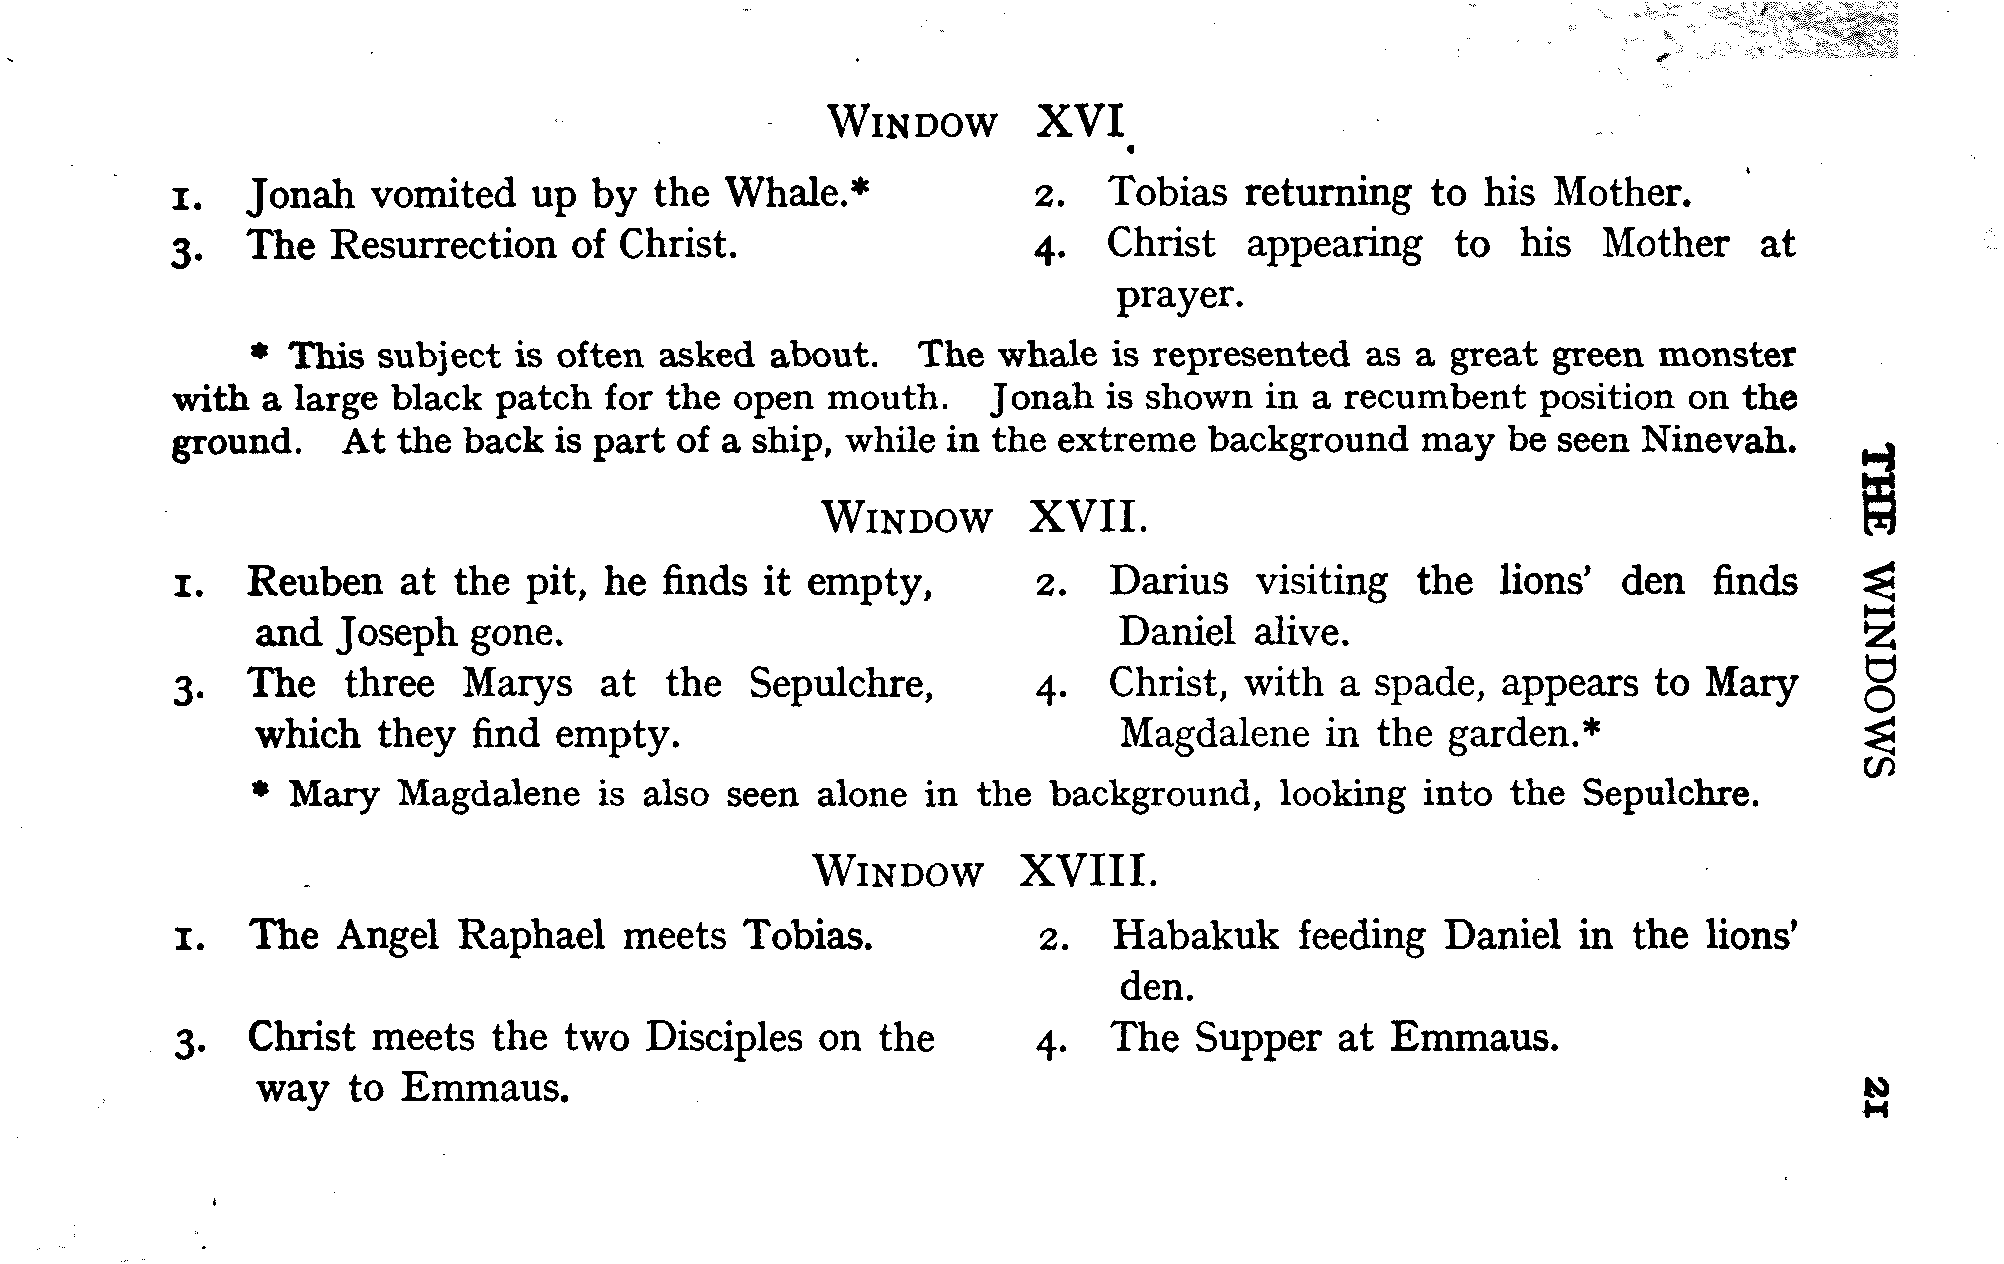 WINDOW XVI.
1. Jonah vomited up by the Whale.* 2. Tobias returning to his Mother.
3. The Resurrection of Christ. 4. Christ appearing to his Mother at
prayer.
* This subject is often asked about. The whale is represented as a great green monster
with a large black patch for the open mouth. Jonah is shown in a recumbent position on the
ground. At the back is part of a ship, while in the extreme background may be seen Ninevah.
WINDOW XVII.
1. Reuben at the pit, he finds it empty,
and Joseph gone.
2. Darius visiting the lions' den finds
Daniel alive.
3. The three Marys at the Sepulchre,
which they find empty.
4. Christ, with a spade, appears to Mary
Magdalene in the garden.*
* Mary Magdalene is also seen alone in the background, looking into the Sepulchre.
WINDOW XVIII.
1. The Angel Raphael meets Tobias.
2. Habakuk feeding Daniel in the lions'
den.
3. Christ meets the two Disciples on the
way to Emmaus.
4. The Supper at Emmaus.
THE WINDOWS
21